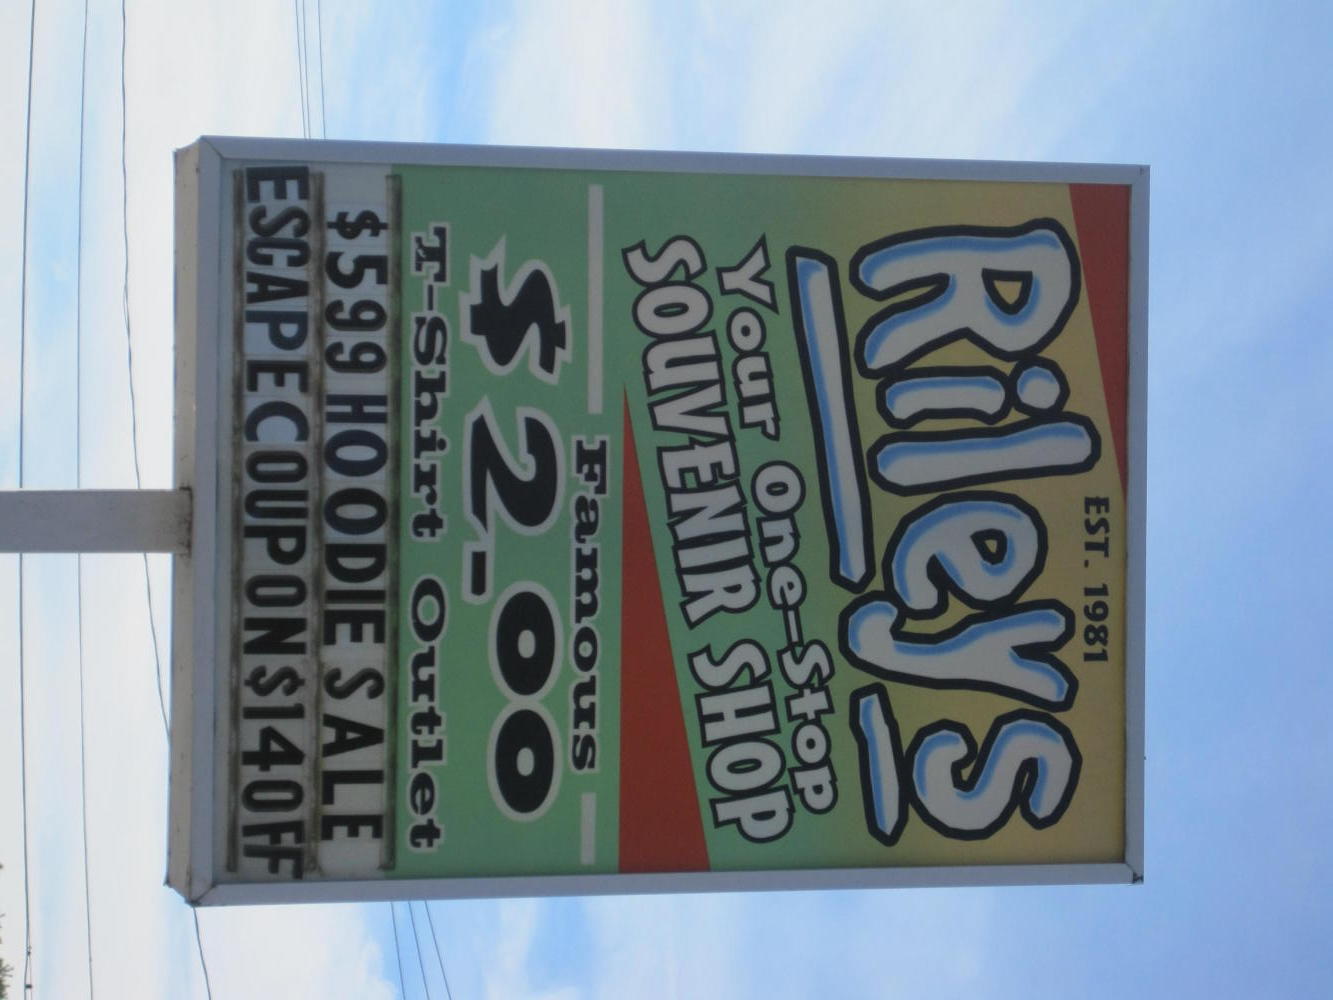 EST. 1981
Rileys
Your One-Stop
SOUVENIR SHOP
Famous
$2.00
T-Shirt Outlet
$599 HOODIE SALE
ESCAPE COUPON $14 OFF